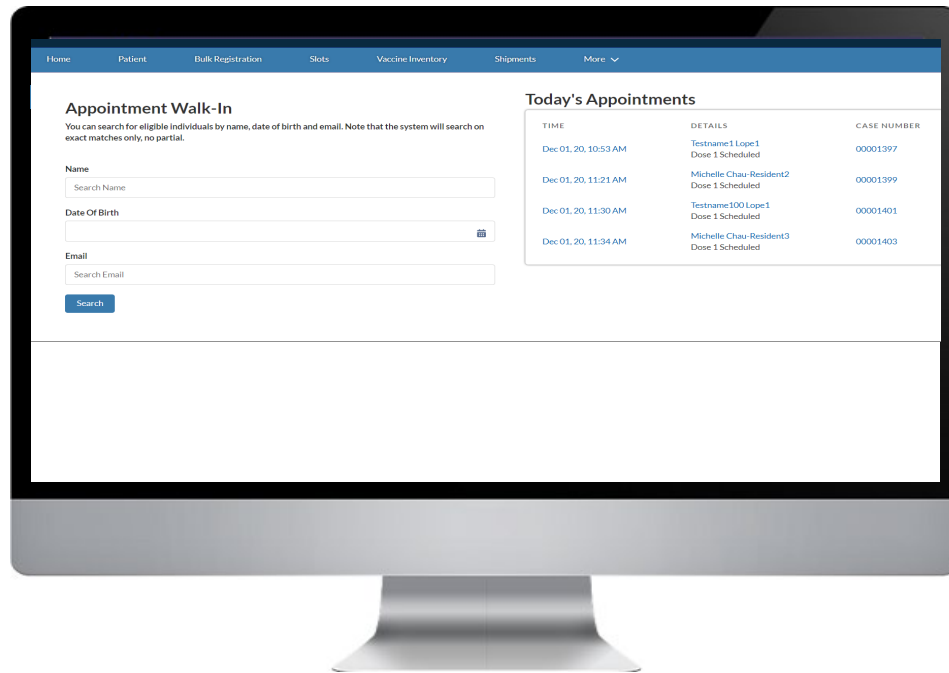 Home Patient Bulk Registration Slots Vaccine Inventory Shipments More
Appointment Walk-In
You can search for eligible individuals by name, date of birth and email. Note that the system will search on
exact matches only, no partial.
Name
Search Name
Date Of Birth
Email
Search Email
Search
Today's Appointments
TIME DETAILS CASE NUMBER
Dec 01, 20, 10:53 AM Testname1 Lope1 00001397
Dose 1 Scheduled
Dec 01, 20, 11:21 AM Michelle Chau-Resident2 00001399
Dose 1 Scheduled
Dec 01, 20, 11:30 AM Testname100 Lope1 00001401
Dose 1 Scheduled
Dec 01, 20, 11:34 AM Michelle Chau-Resident3 00001403
Dose 1 Scheduled